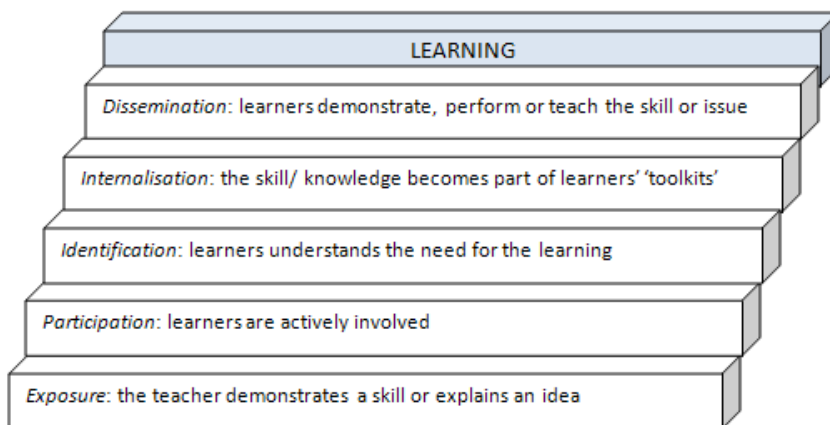 LEARNING
Dissemination: learners demonstrate, perform or teach the skill or issue
Internalisation: the skill/ knowledge becomes part of learners' 'toolkits'
Identification: learners understands the need for the learning
Participation: learners are actively involved
Exposure: the teacher demonstrates a skill or explains an idea